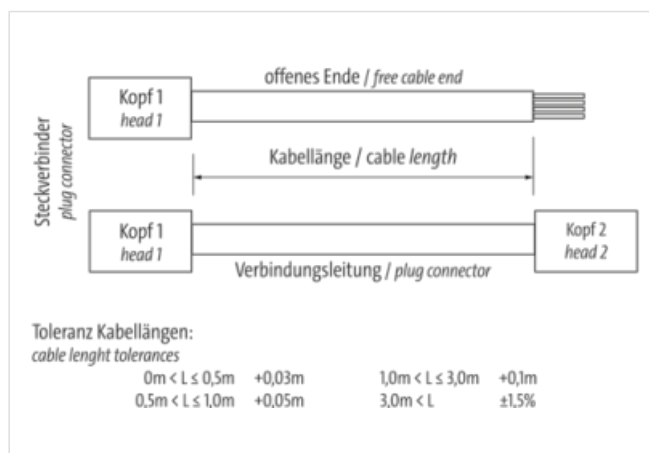 offenes Ende / free cable end
Kopf 1
head 1
Steckverbinder
plug connector
Kabellänge / cable length
Kopf 1
head 1
Kopf 2
head 2
Verbindungsleitung / plug connector
Toleranz Kabellängen:
cable lenght tolerances
0m < L ≤ 0,5m +0,03m 1,0m < L ≤ 3,0m +0,1m
0,5m < L ≤ 1,0m +0,05m 3,0m < L ±1,5%